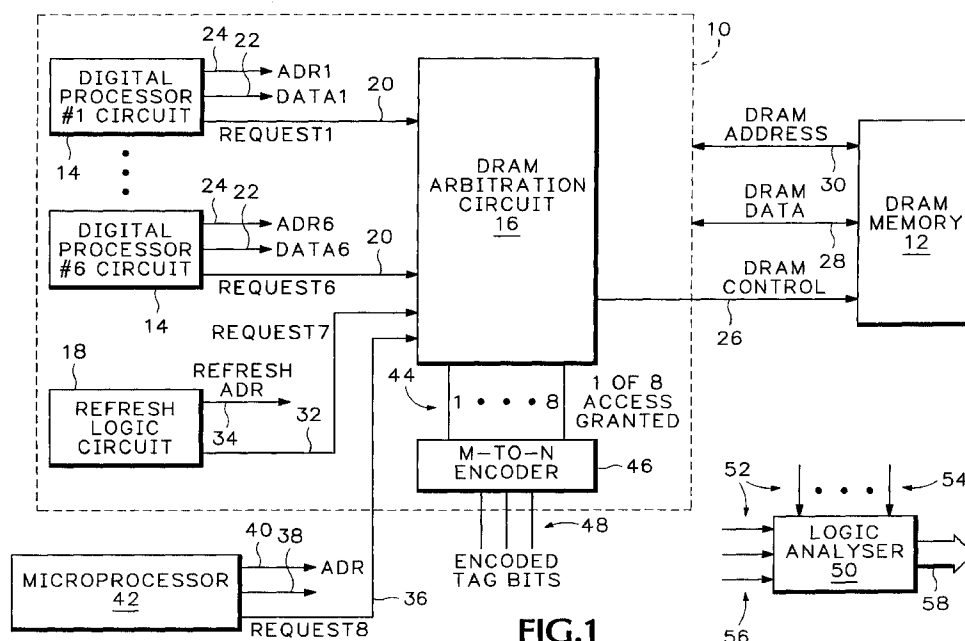 10
24
22
DIGITAL
PROCESSOR
#1 CIRCUIT
ADR1
DATA1
20
REQUEST1
14
24
22
DIGITAL
PROCESSOR
#6 CIRCUIT
ADR6
DATA6
20
REQUEST6
14
DRAM
ARBITRATION
CIRCUIT
16
DRAM
ADDRESS
30
DRAM
DATA
28
DRAM
CONTROL
26
DRAM
MEMORY
12
REQUEST7
18
REFRESH
LOGIC
CIRCUIT
REFRESH
ADR
34
32
44
1
8
1 OF 8
ACCESS
GRANTED
M-TO-N
ENCODER
46
48
ENCODED
TAG BITS
MICROPROCESSOR
42
40
38
ADR
REQUEST8
36
52
54
LOGIC
ANALYSER
50
58
56
FIG.1